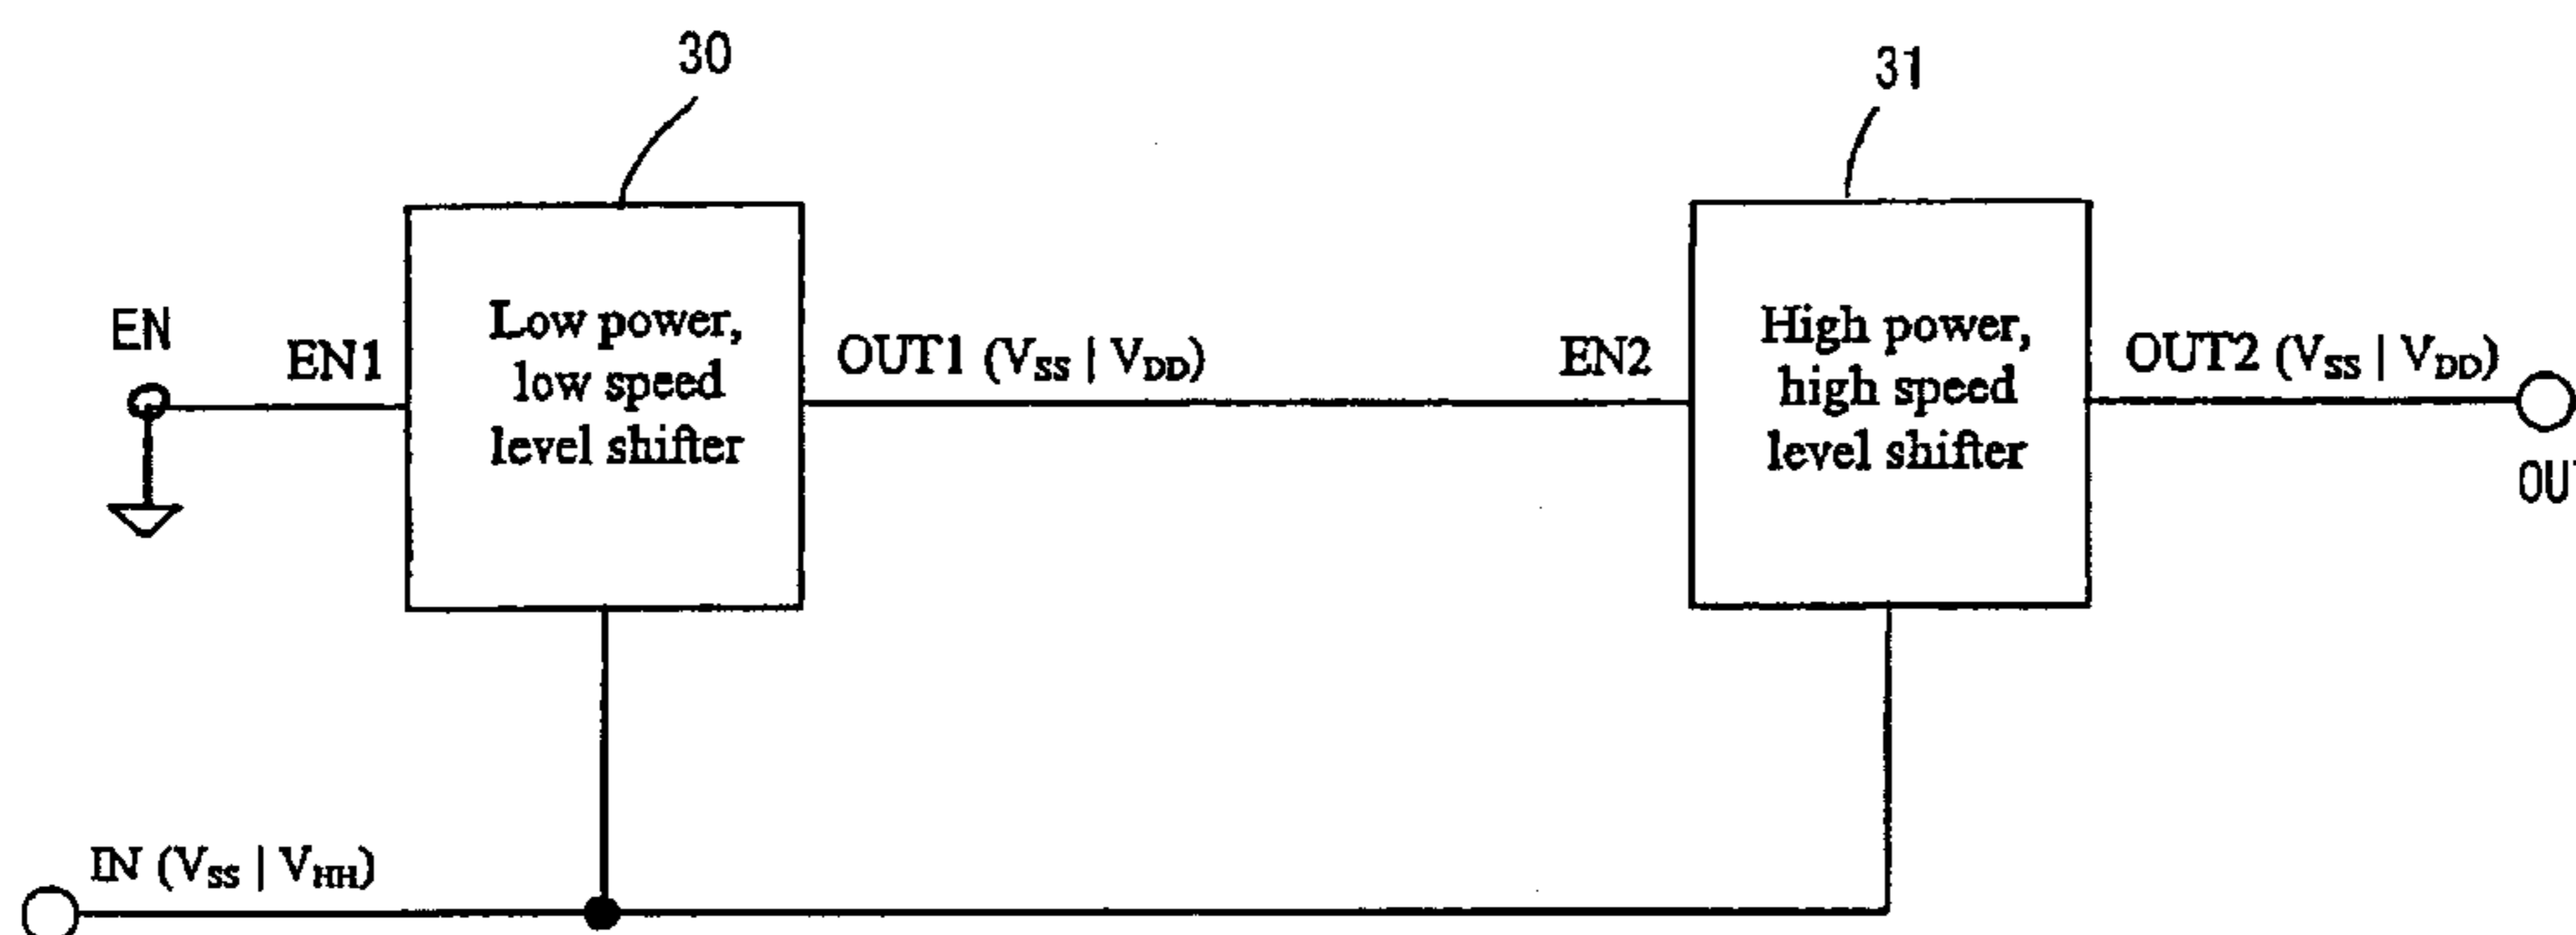 30
31
EN
EN1
Low power,
low speed
level shifter
OUT1 (VSS | VDD)
EN2
High power,
high speed
level shifter
OUT2 (VSS | VDD)
OU
IN (VSS | VHH)